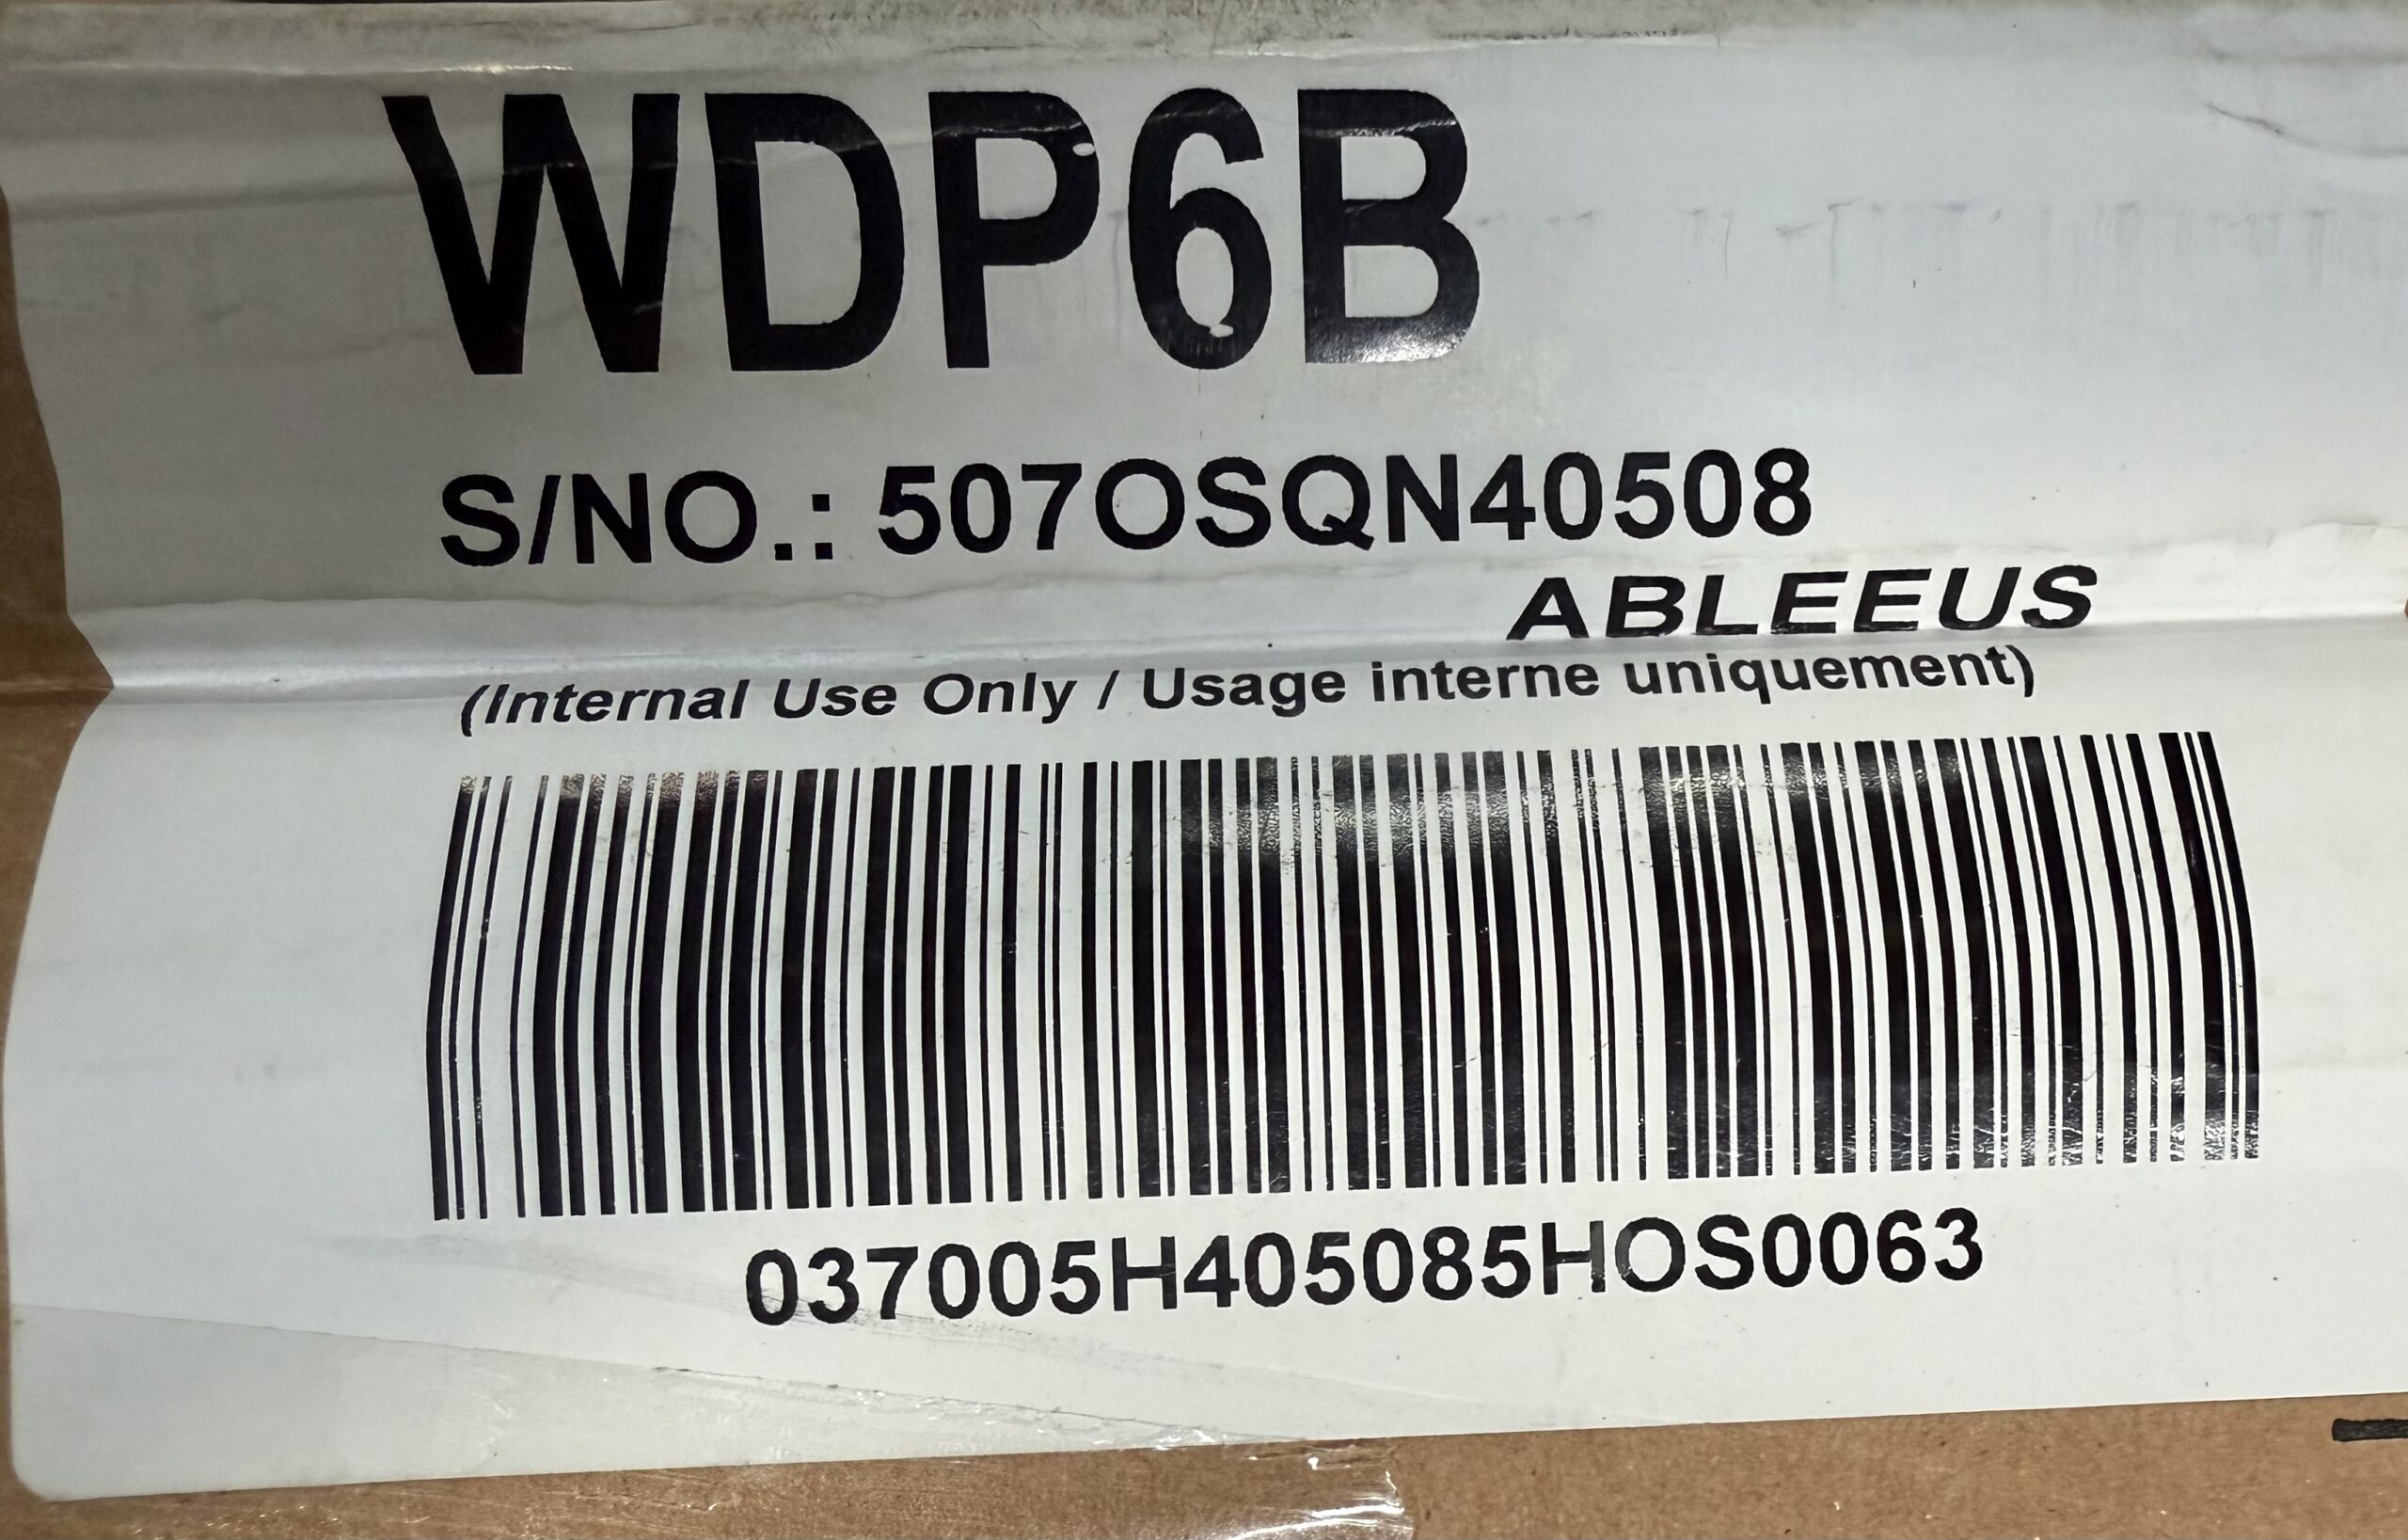 WDP6B
S/NO.: 507OSQN40508
ABLEEUS
(Internal Use Only / Usage interne uniquement)
037005H405085HOS0063